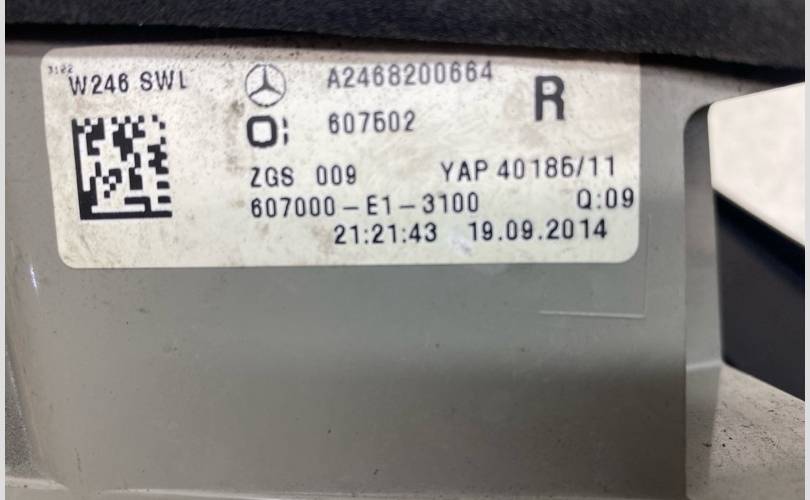 3122
W246 SWL
A2468200664
R
607602
ZGS 009 YAP 40186/11
607000-E1-3100 Q:09
21:21:43 19.09.2014